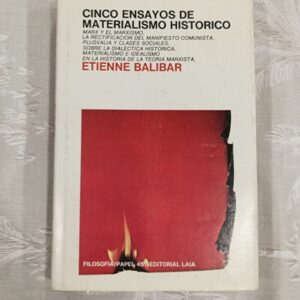 CINCO ENSAYOS DE
MATERIALISMO HISTORICO
MARX Y EL MARXISMO.
LA RECTIFICACION DEL MANIFIESTO COMUNISTA.
PLUSVALIA Y CLASES SOCIALES.
SOBRE LA DIALECTICA HISTORICA.
MATERIALISMO E IDEALISMO
EN LA HISTORIA DE LA TEORIA MARXISTA.
ETIENNE BALIBAR
FILOSOFIA/PAPEL 451/EDITORIAL LAIA